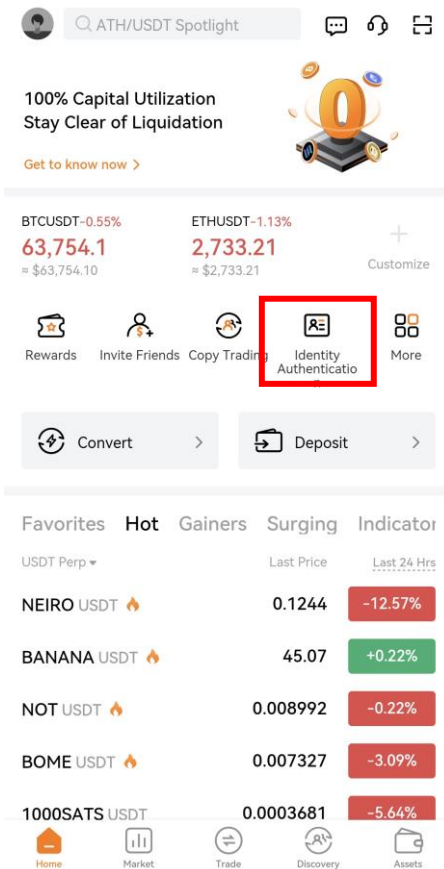 ATH/USDT Spotlight
100% Capital Utilization
Stay Clear of Liquidation
Get to know now >
0
BTCUSDT-0.55%
ETHUSDT-1.13%
63,754.1
2,733.21
≈ $63,754.10
≈ $2,733.21
Customize
Rewards
Invite Friends
Copy Trading
Identity
Authenticatio
More
Convert >
Deposit >
Favorites Hot Gainers Surging Indicator
USDT Perp Last Price Last 24 Hrs
NEIRO USDT 0.1244 -12.57%
BANANA USDT 45.07 +0.22%
NOT USDT 0.008992 -0.22%
BOME USDT 0.007327 -3.09%
1000SATS USDT 0.0003681 -5.64%
Home Market Trade Discovery Assets